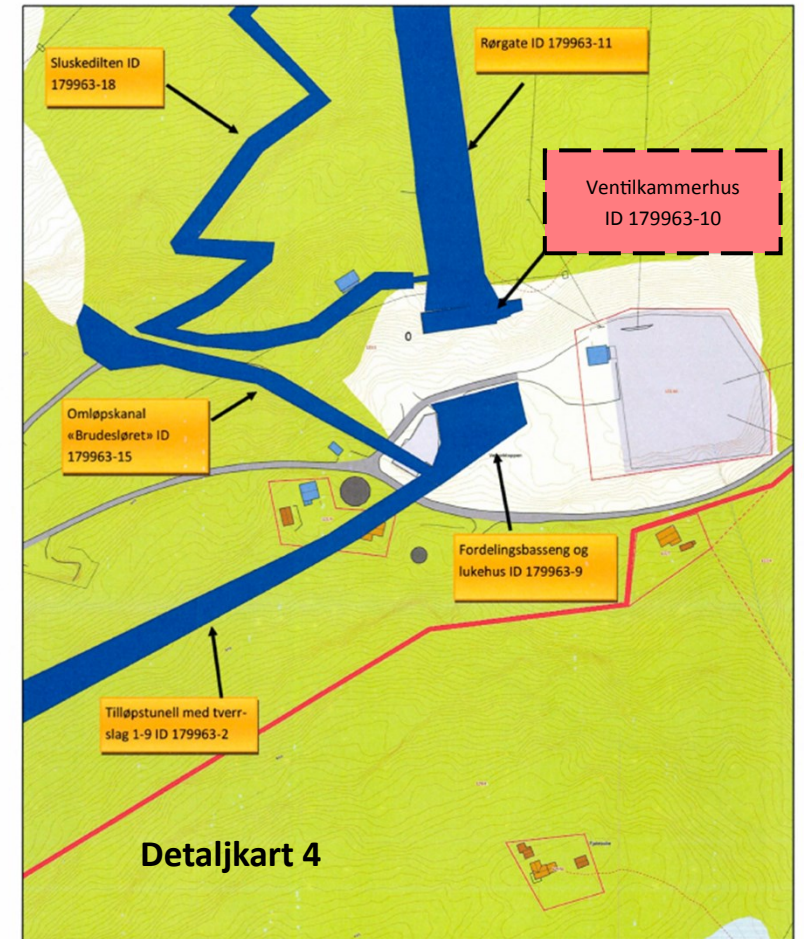 Sluskedilten ID
179963-18
Rørgate ID 179963-11
Ventilkammerhus
ID 179963-10
Omløpskanal
«Brudesløret» ID
179963-15
Fordelingsbasseng og
lukehus ID 179963-9
Tilløpstunell med tverr-
slag 1-9 ID 179963-2
Detaljkart 4